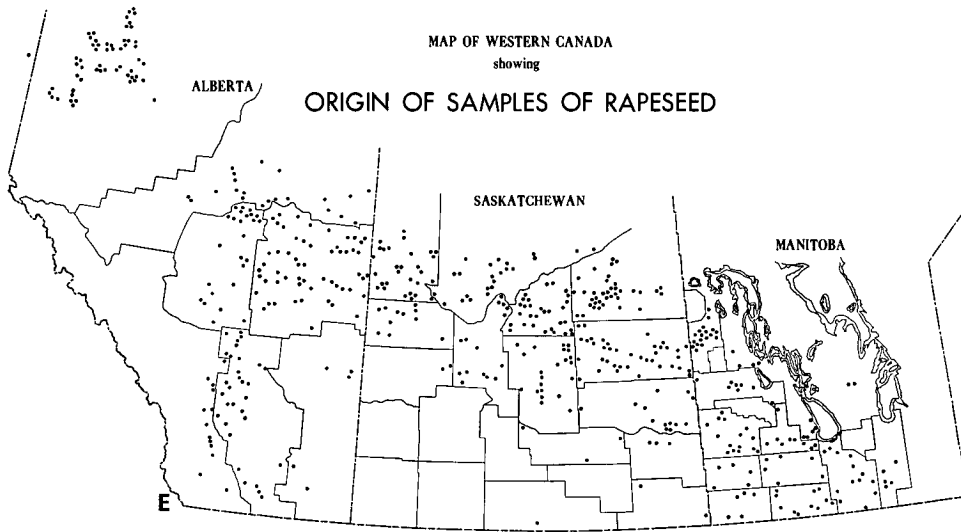 MAP OF WESTERN CANADA
showing
ORIGIN OF SAMPLES OF RAPESEED
ALBERTA
SASKATCHEWAN
MANITOBA
E